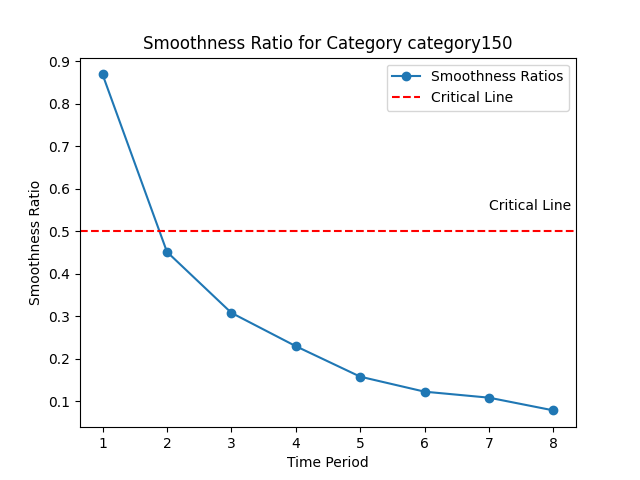 Smoothness Ratio for Category category150
Smoothness Ratio
0.9
0.8
0.7
0.6
0.5
0.4
0.3
0.2
0.1
Smoothness Ratios
Critical Line
Critical Line
1 2 3 4 5 6 7 8
Time Period